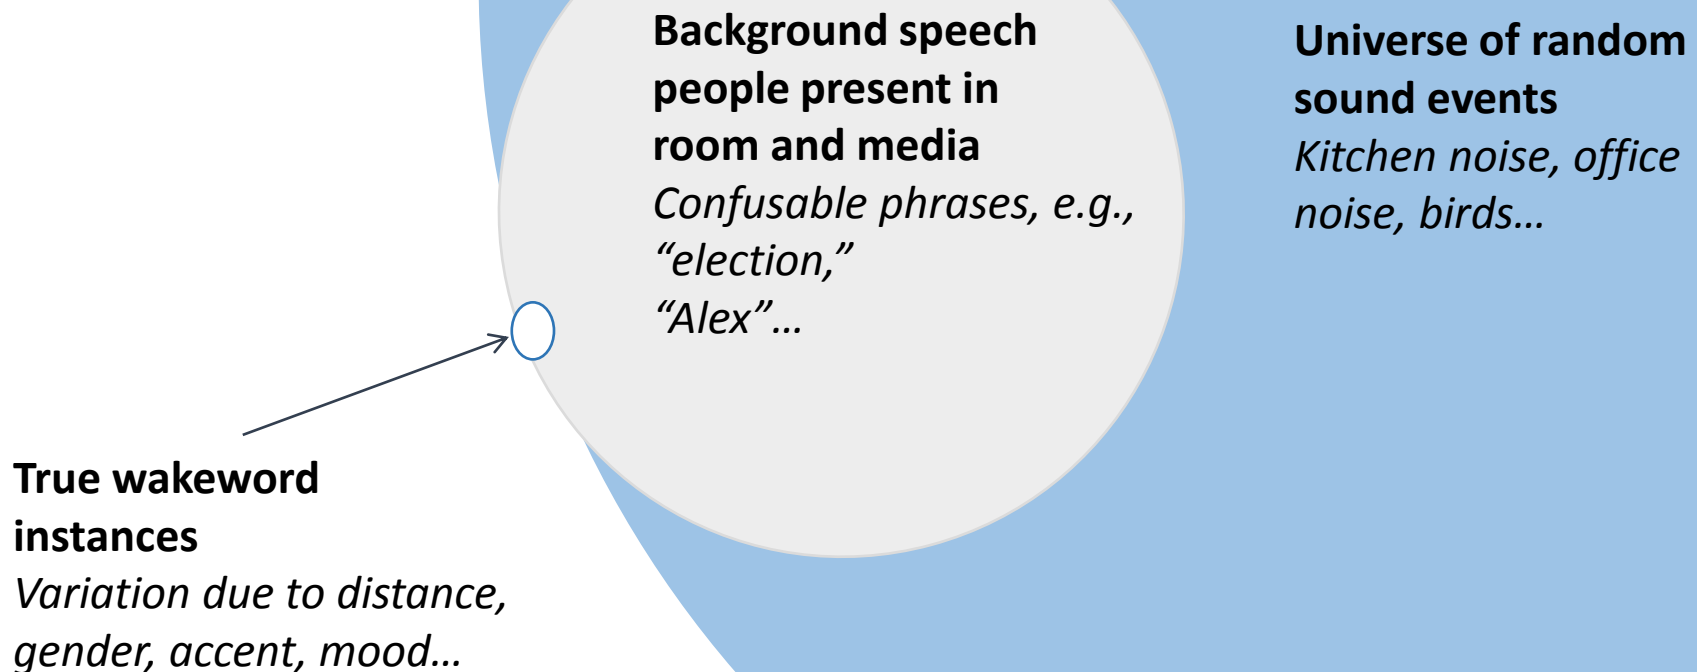 Background speech
people present in
room and media
Confusable phrases, e.g.,
“election,”
“Alex”…
Universe of random
sound events
Kitchen noise, office
noise, birds…
True wakeword
instances
Variation due to distance,
gender, accent, mood…